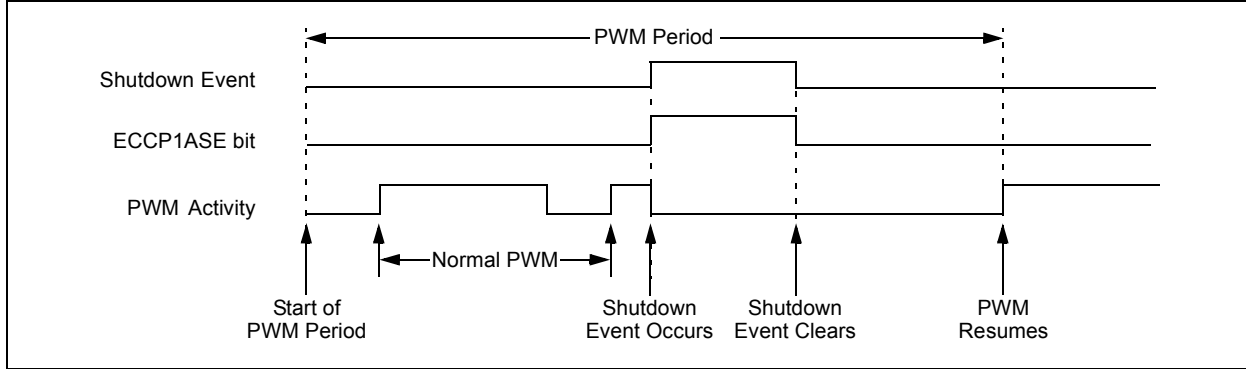 PWM Period
Shutdown Event
ECCP1ASE bit
PWM Activity
Normal PWM
Start of
PWM Period
Shutdown
Event Occurs
Shutdown
Event Clears
PWM
Resumes